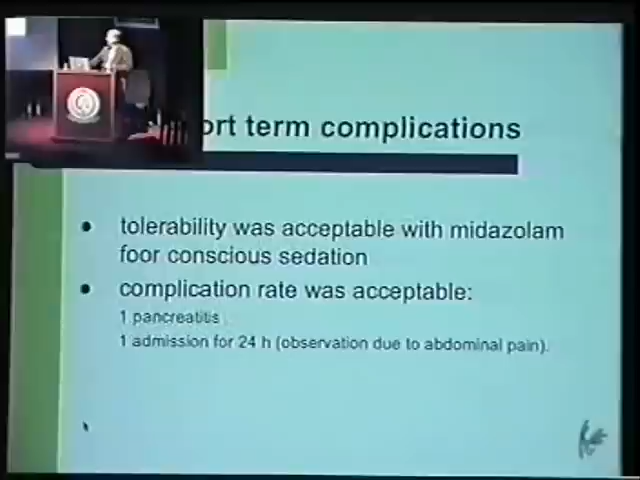 ort term complications
tolerability was acceptable with midazolam
foor conscious sedation
complication rate was acceptable:
1 pancreatitis
1 admission for 24 h (observation due to abdominal pain).